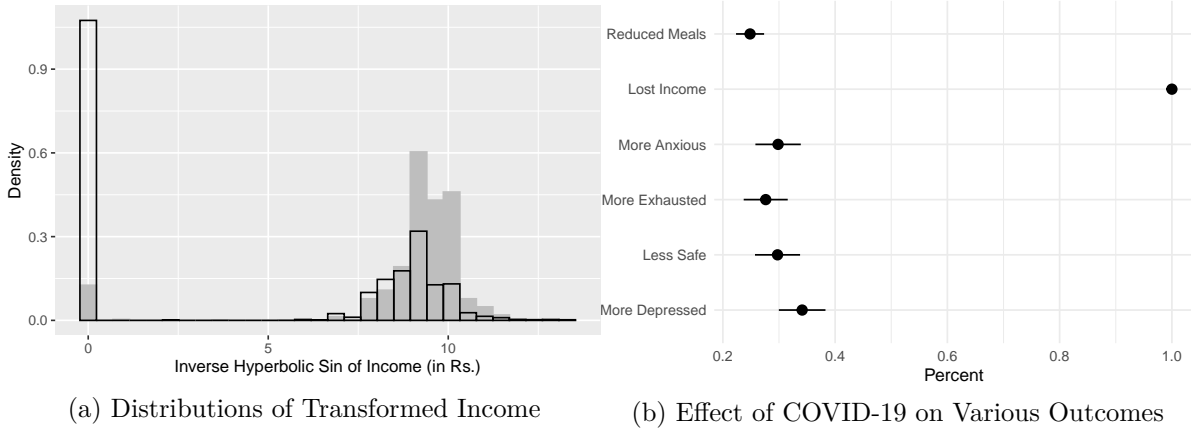 0.9
0.6
0.3
0.0
Density
0 5 10
Inverse Hyperbolic Sin of Income (in Rs.)
(a) Distributions of Transformed Income
Reduced Meals
Lost Income
More Anxious
More Exhausted
Less Safe
More Depressed
0.2 0.4 0.6 0.8 1.0
Percent
(b) Effect of COVID-19 on Various Outcomes